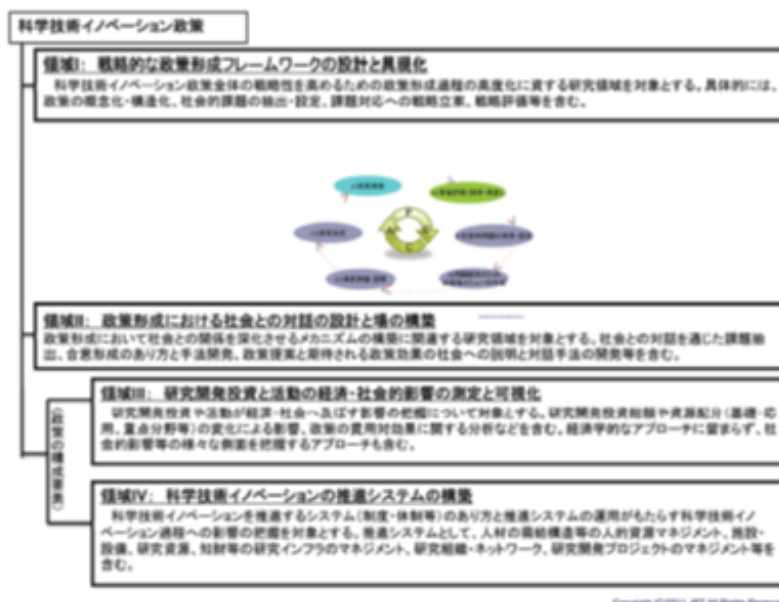 科学技術イノベーション政策
領域I： 戦略的な政策形成フレームワークの設計と具現化
科学技術イノベーション政策全体の戦略性を高めるための政策形成過程の高度化に資する研究領域を対象とする。具体的には、
政策の概念化・構造化、社会的課題の抽出・設定、課題対応への戦略立案、戦略評価等を含む。
P
D
C
A
領域II： 政策形成における社会との対話の設計と場の構築
政策形成において社会との関係を深化させるメカニズムの構築に関連する研究領域を対象とする。社会との対話を通じた課題抽
出、合意形成のあり方と手法開発、政策提案と期待される政策効果の社会への説明と対話手法の開発等を含む。
（政策の構成要素）
領域III： 研究開発投資と活動の経済・社会的影響の測定と可視化
研究開発投資や活動が経済・社会へ及ぼす影響の把握について対象とする。研究開発投資総額や資源配分（基礎・応
用、重点分野等）の変化による影響、政策の費用対効果に関する分析などを含む。経済学的なアプローチに留まらず、社
会的影響等の様々な側面を把握するアプローチも含む。
領域IV： 科学技術イノベーションの推進システムの構築
科学技術イノベーションを推進するシステム（制度・体制等）のあり方と推進システムの運用がもたらす科学技術イノ
ベーション過程への影響の把握を対象とする。推進システムとして、人材の需給構造等の人的資源マネジメント、施設・
設備、研究資源、知財等の研究インフラのマネジメント、研究組織・ネットワーク、研究開発プロジェクトのマネジメント等を
含む。